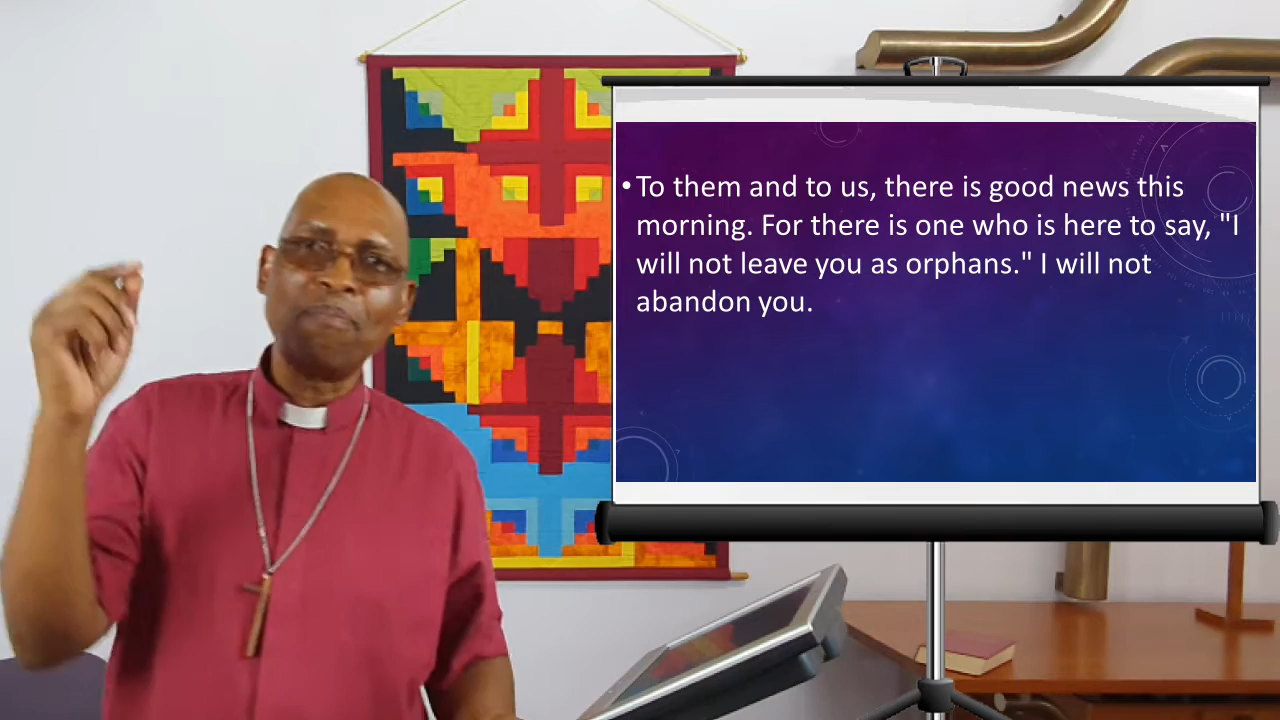 •To them and to us, there is good news this
morning. For there is one who is here to say, "I
will not leave you as orphans." I will not
abandon you.